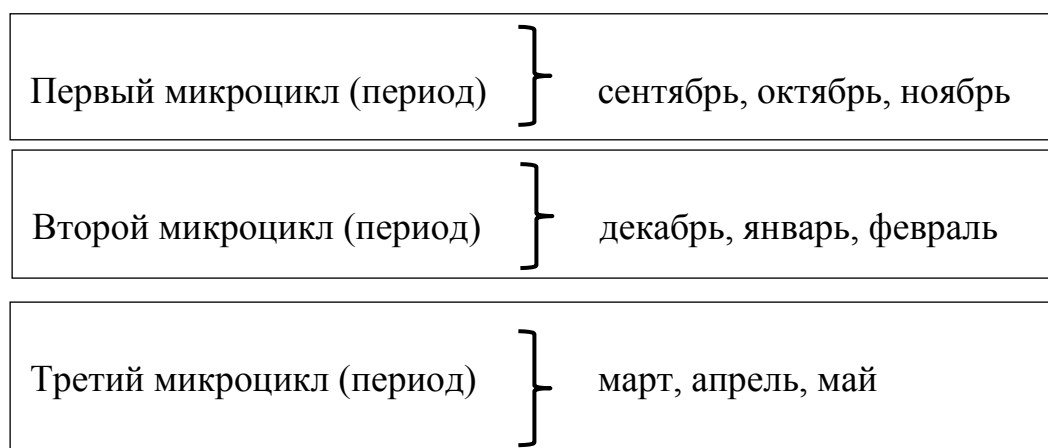 Первый микроцикл (период) сентябрь, октябрь, ноябрь
Второй микроцикл (период) декабрь, январь, февраль
Третий микроцикл (период) март, апрель, май